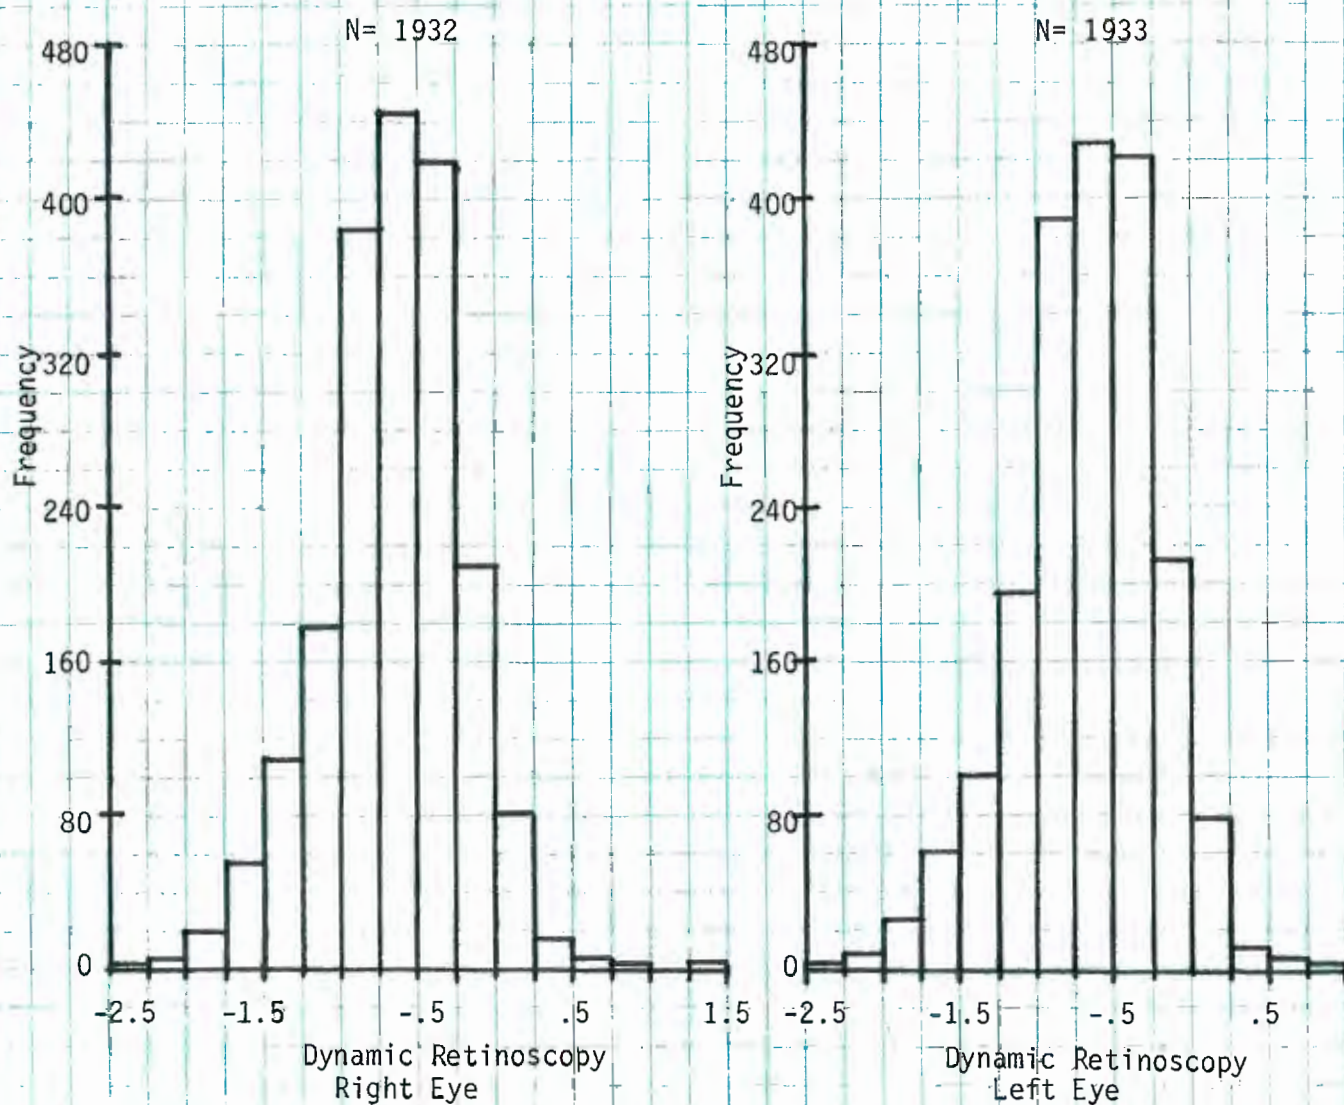 N= 1932
480
400
320
240
160
80
0
Frequency
-2.5 -1.5 -.5 .5 1.5
Dynamic Retinoscopy
Right Eye
N= 1933
480
400
320
240
160
80
0
Frequency
-2.5 -1.5 -.5 .5
Dynamic Retinoscopy
Left Eye